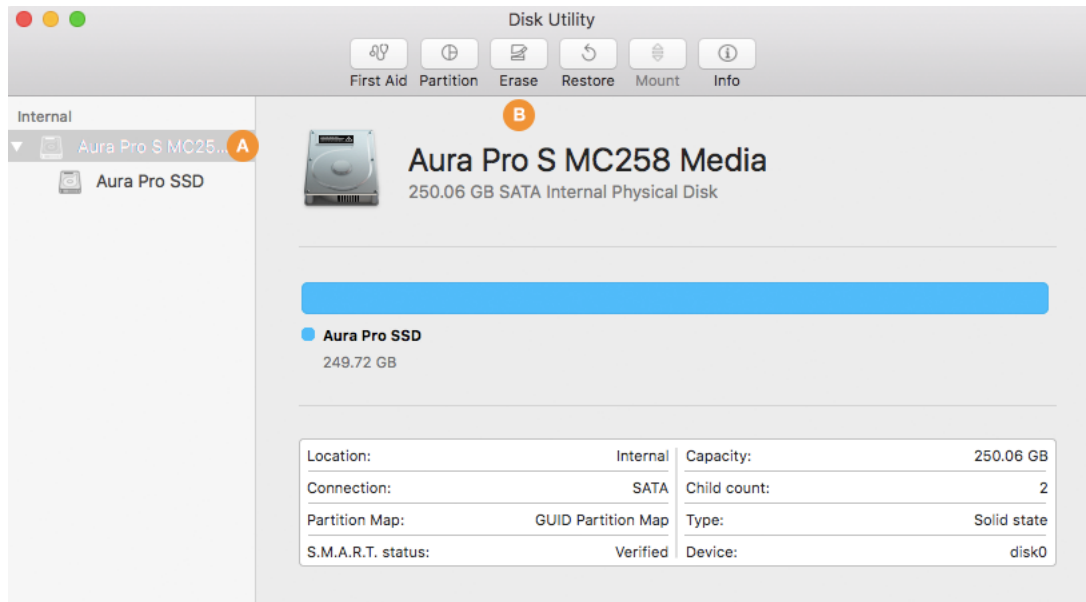 Disk Utility
First Aid Partition Erase Restore Mount Info
Internal
Aura Pro S MC25...
A
Aura Pro SSD
B
Aura Pro S MC258 Media
250.06 GB SATA Internal Physical Disk
Aura Pro SSD
249.72 GB
Location: Internal Capacity: 250.06 GB
Connection: SATA Child count: 2
Partition Map: GUID Partition Map Type: Solid state
S.M.A.R.T. status: Verified Device: disk0